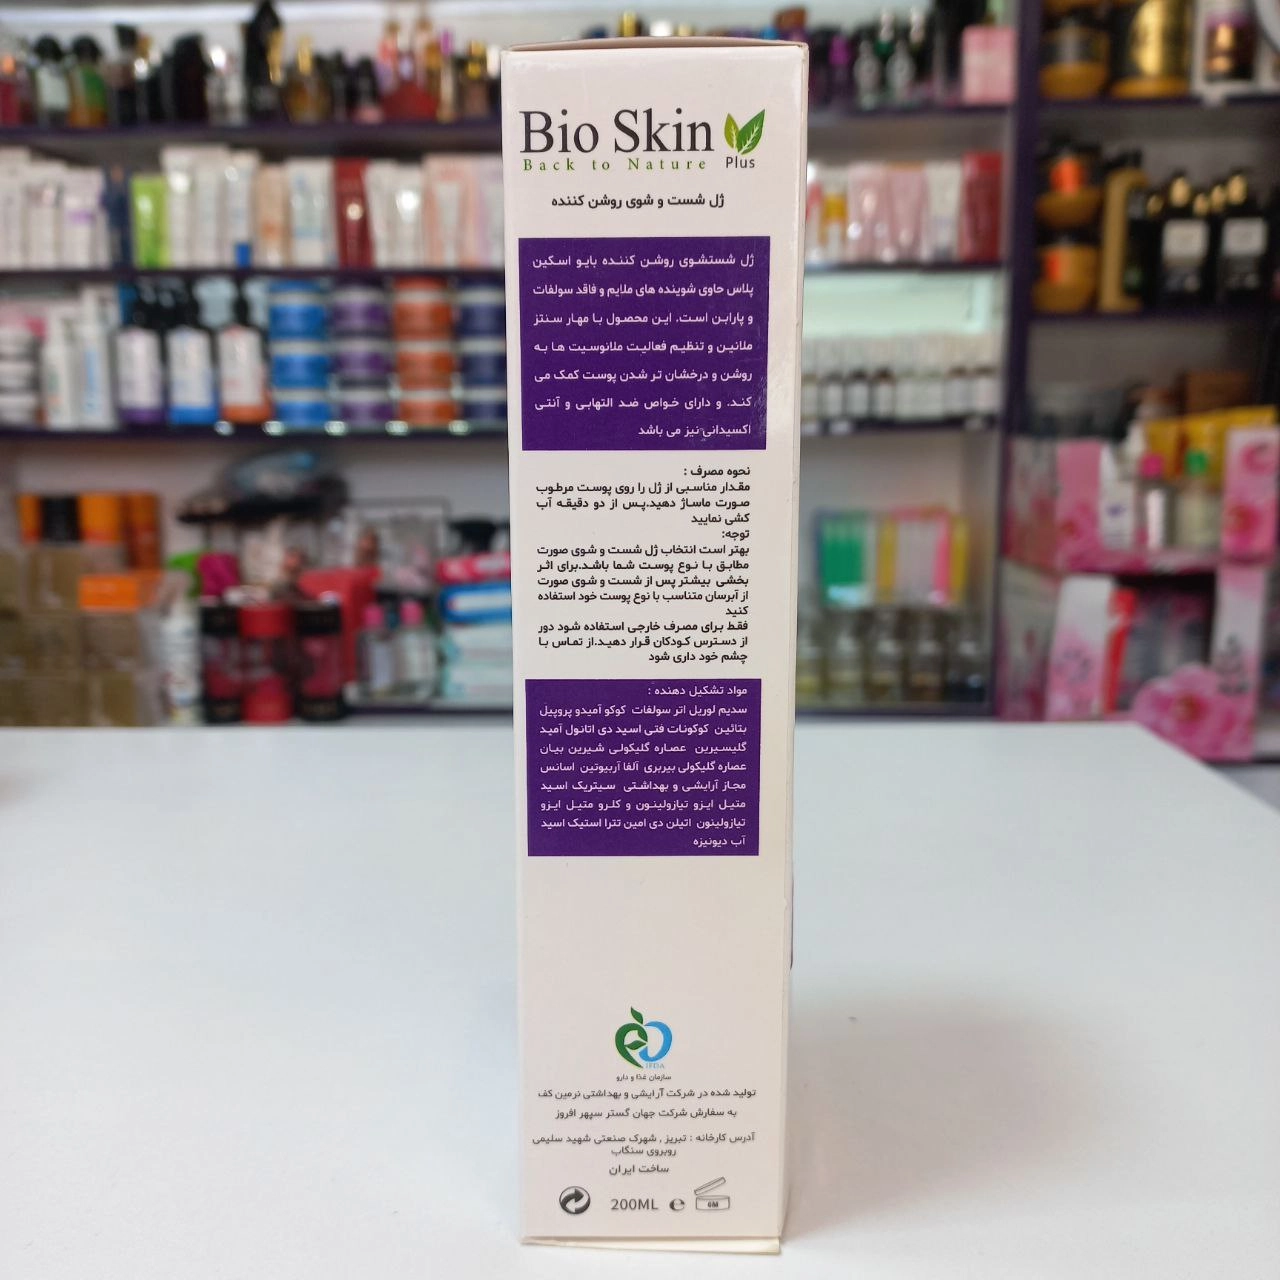 Bio Skin
Back to Nature Plus
ژل شست و شوی روشن کننده
ژل شستشوی روشن کننده بایو اسکین
پلاس حاوی شوینده های ملایم و فاقد سولفات
و پارابن است. این محصول با مهار سنتز
ملانین و تنظیم فعالیت ملانوسیت ها به
روشن و درخشان تر شدن پوست کمک می
کند. و دارای خواص ضد التهابی و آنتی
اکسیدانی نیز می باشد
نحوه مصرف :
مقدار مناسبی از ژل را روی پوست مرطوب
صورت ماساژ دهید.پس از دو دقیقه آب
کشی نمایید
توجه:
بهتر است انتخاب ژل شست و شوی صورت
مطابق با نوع پوست شما باشد.برای اثر
بخشی بیشتر پس از شست و شوی صورت
از آبرسان متناسب با نوع پوست خود استفاده
کنید
فقط برای مصرف خارجی استفاده شود دور
از دسترس کودکان قرار دهید.از تماس با
چشم خود داری شود
مواد تشکیل دهنده :
سدیم لوریل اتر سولفات کوکو آمیدو پروپیل
بتائین کوکونات فتی اسید دی اتانول آمید
گلیسیرین عصاره گلیکولی شیرین بیان
عصاره گلیکولی بیربری آلفا آربیوتین اسانس
مجاز آرایشی و بهداشتی سیتریک اسید
متیل ایزو تیازولینون و کلرو متیل ایزو
تیازولینون اتیلن دی امین تترا استیک اسید
آب دیونیزه
IFDA
سازمان غذا و دارو
تولید شده در شرکت آرایشی و بهداشتی نرمین کف
به سفارش شرکت جهان گستر سپهر افروز
آدرس کارخانه : تبریز , شهرک صنعتی شهید سلیمی
روبروی سنگاب
ساخت ایران
200ML e 6M